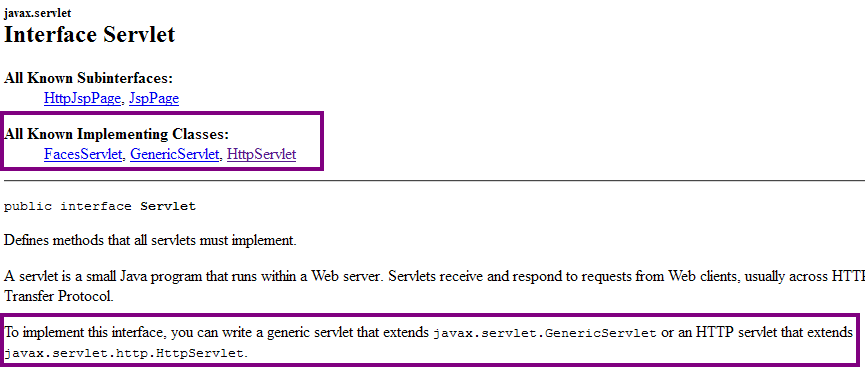 javax.servlet
Interface Servlet
All Known Subinterfaces:
HttpJspPage, JspPage
All Known Implementing Classes:
FacesServlet, GenericServlet, HttpServlet
public interface Servlet
Defines methods that all servlets must implement.
A servlet is a small Java program that runs within a Web server. Servlets receive and respond to requests from Web clients, usually across
Transfer Protocol.
To implement this interface, you can write a generic servlet that extends javax.servlet.GenericServlet or an HTTP servlet that extends
javax.servlet.http.HttpServlet.